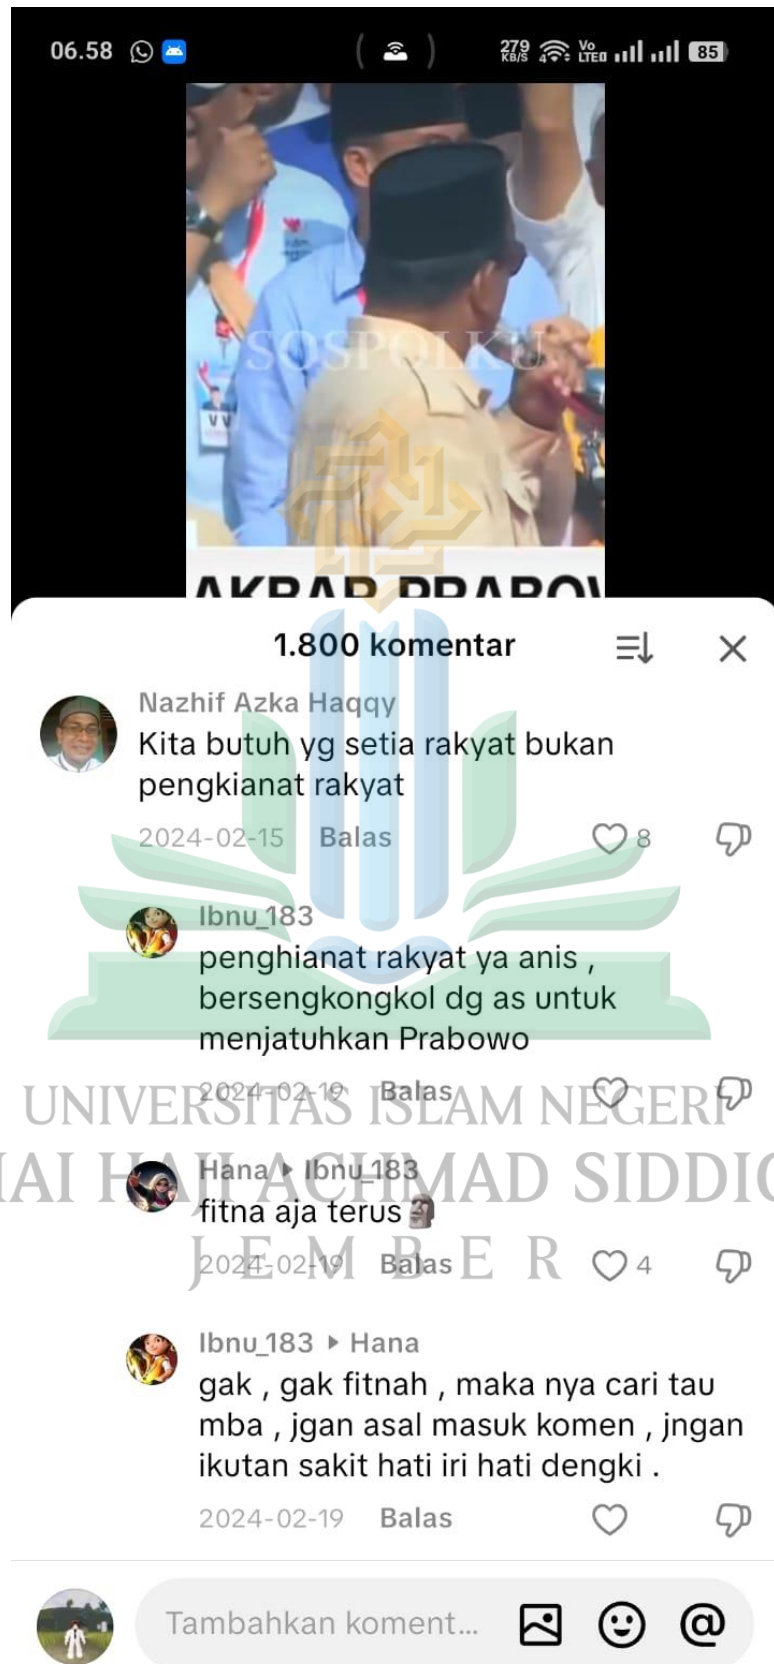 06.58
279 KB/S
4
Vo LTE
85
SOSPOLKU
1.800 komentar
Nazhif Azka Haqqy
Kita butuh yg setia rakyat bukan
pengkianat rakyat
2024-02-15 Balas 8
Ibnu_183
penghianat rakyat ya anis ,
bersengkongkol dg as untuk
menjatuhkan Prabowo
2024-02-19 Balas
UNIVERSITAS ISLAM NEGERI
Hana ▸ Ibnu_183
fitna aja terus🗿
HAJI ACHMAD
2024-02-19 Balas 4
JEMBER
Ibnu_183 ▸ Hana
gak , gak fitnah , maka nya cari tau
mba , jgan asal masuk komen , jngan
ikutan sakit hati iri hati dengki .
2024-02-19 Balas
Tambahkan koment...